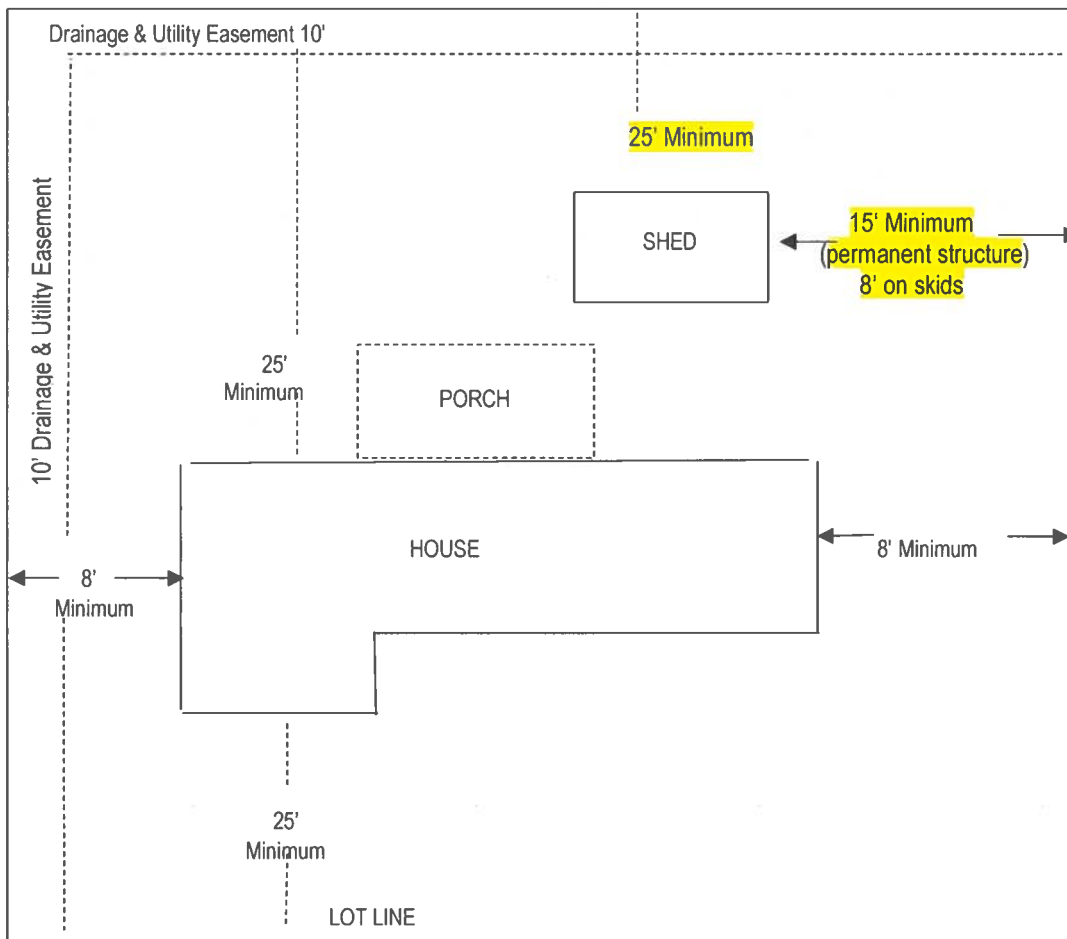 Drainage & Utility Easement 10'
25' Minimum
10' Drainage & Utility Easement
SHED
15' Minimum
(permanent structure)
8' on skids
25'
Minimum
PORCH
HOUSE
8' Minimum
8'
Minimum
25'
Minimum
LOT LINE